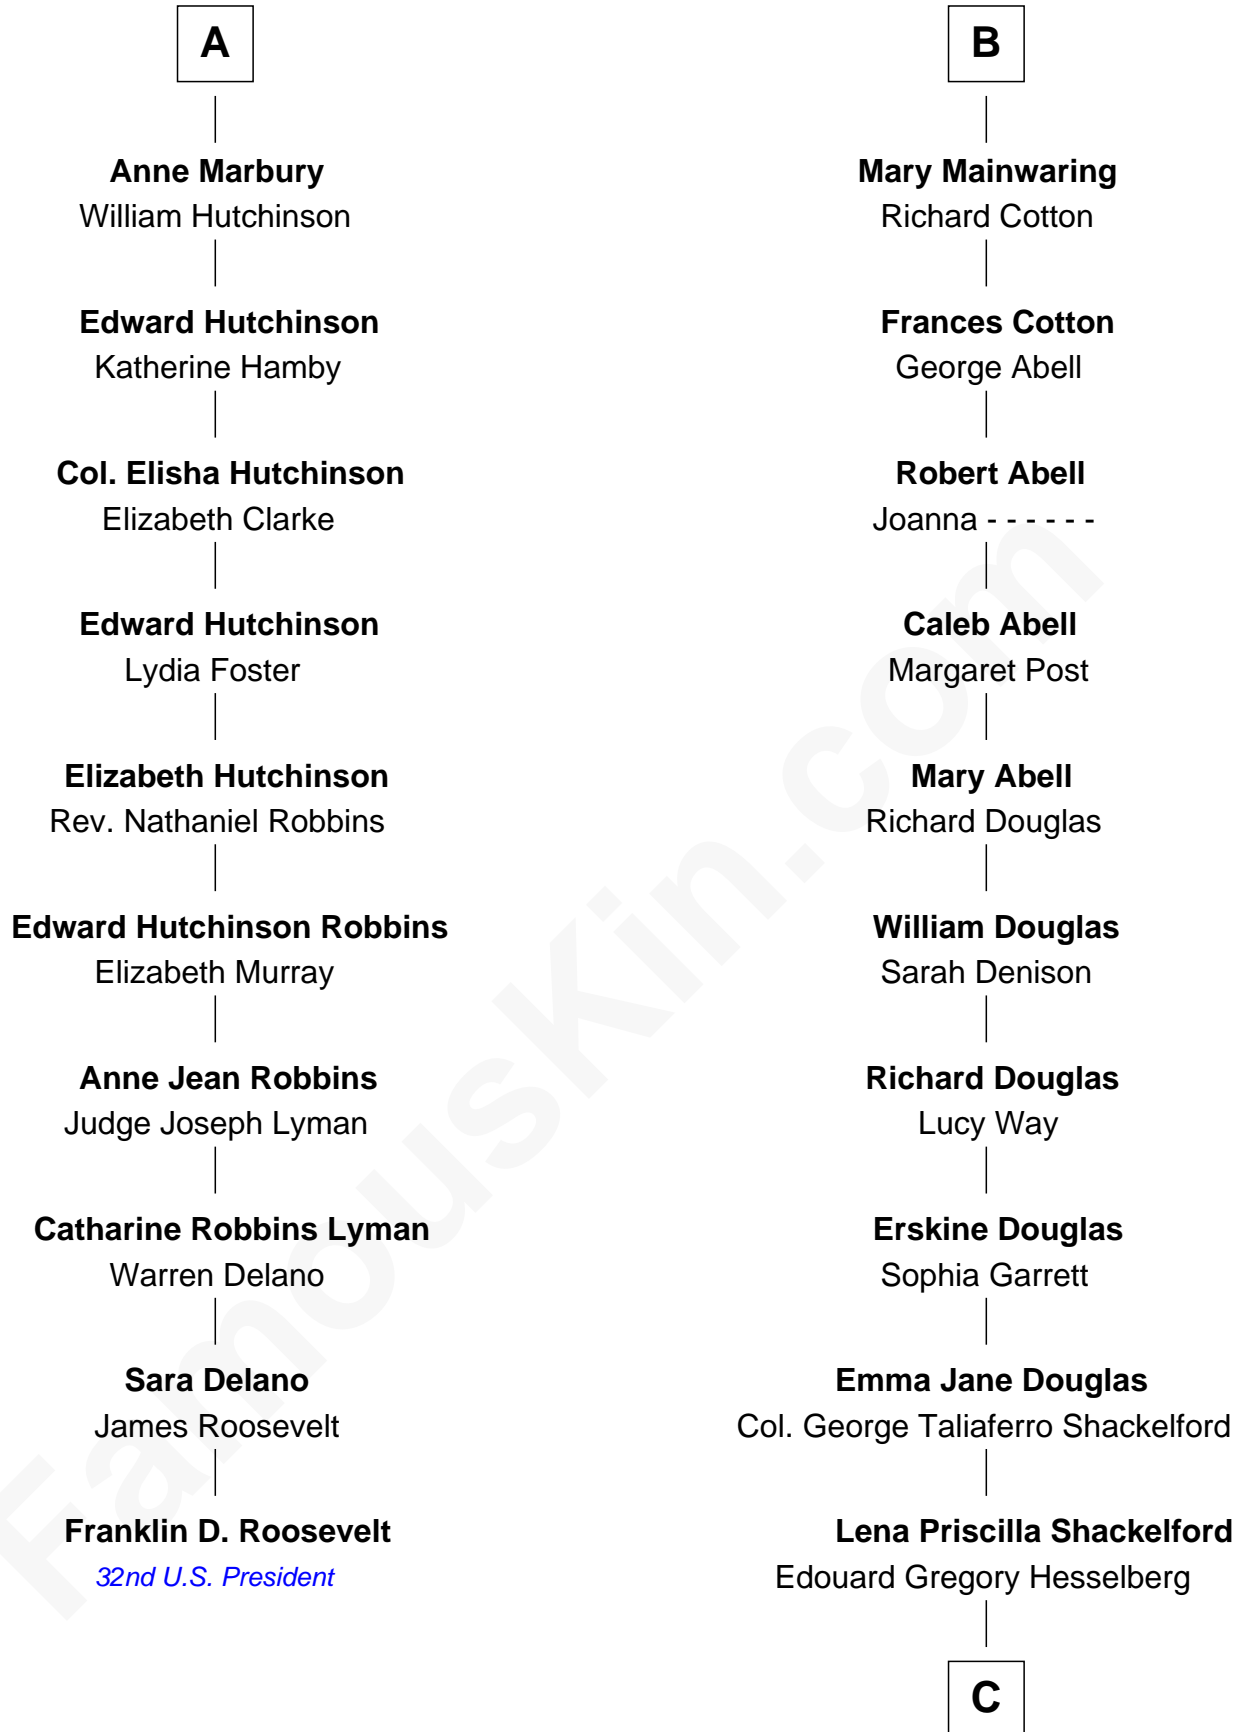 A
Anne Marbury
William Hutchinson
Edward Hutchinson
Katherine Hamby
Col. Elisha Hutchinson
Elizabeth Clarke
Edward Hutchinson
Lydia Foster
Elizabeth Hutchinson
Rev. Nathaniel Robbins
Edward Hutchinson Robbins
Elizabeth Murray
Anne Jean Robbins
Judge Joseph Lyman
Catharine Robbins Lyman
Warren Delano
Sara Delano
James Roosevelt
Franklin D. Roosevelt
32nd U.S. President
B
Mary Mainwaring
Richard Cotton
Frances Cotton
George Abell
Robert Abell
Joanna - - - - - -
Caleb Abell
Margaret Post
Mary Abell
Richard Douglas
William Douglas
Sarah Denison
Richard Douglas
Lucy Way
Erskine Douglas
Sophia Garrett
Emma Jane Douglas
Col. George Taliaferro Shackelford
Lena Priscilla Shackelford
Edouard Gregory Hesselberg
C
FamousKin.com